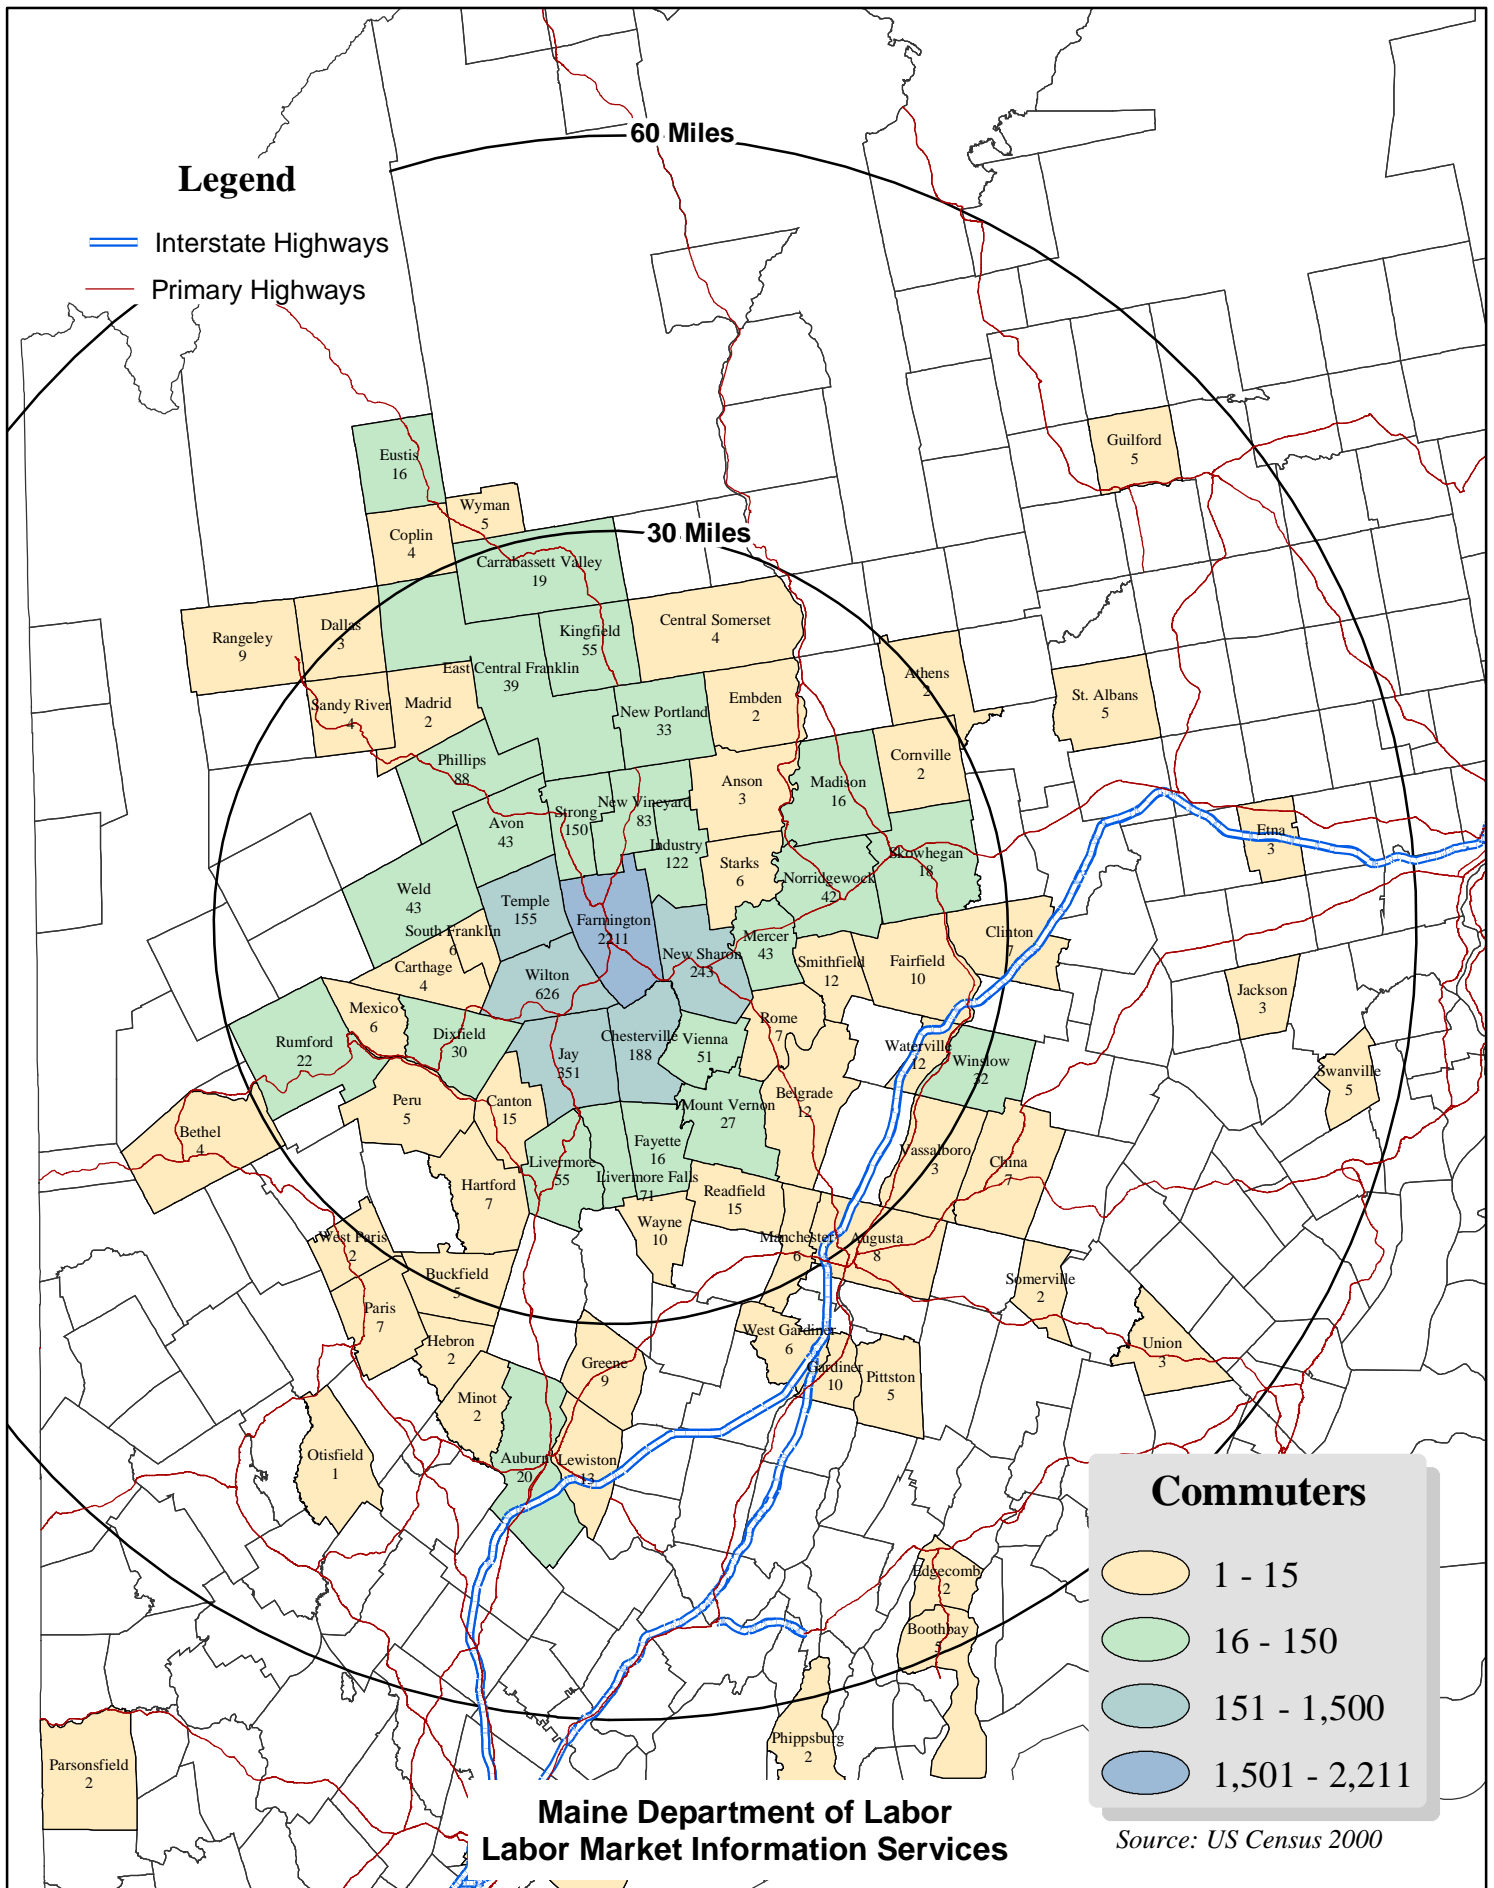 60 Miles
Legend
Interstate Highways
Primary Highways
Guilford
5
Eustis
16
Wyman
5
Coplin
4
30 Miles
Carrabassett Valley
19
Central Somerset
4
Kingfield
55
Dallas
3
Rangeley
9
East Central Franklin
39
Athens
2
St. Albans
5
Embden
2
Sandy River
4
Madrid
2
New Portland
33
Cornville
2
Phillips
88
Anson
3
Madison
16
New Vineyard
83
Strong
150
Avon
43
Etna
3
Industry
122
Skowhegan
18
Starks
6
Norridgewock
42
Weld
43
Temple
155
Farmington
2211
South Franklin
6
Mercer
43
Clinton
7
New Sharon
243
Smithfield
12
Fairfield
10
Carthage
4
Wilton
626
Jackson
3
Mexico
6
Rome
7
Rumford
22
Dixfield
30
Chesterville
188
Vienna
51
Waterville
12
Jay
351
Winslow
32
Swanville
5
Peru
5
Canton
15
Belgrade
12
Mount Vernon
27
Bethel
4
Fayette
16
Vassalboro
3
Livermore
55
China
7
Livermore Falls
71
Hartford
7
Readfield
15
Wayne
10
West Paris
2
Manchester
6
Augusta
8
Buckfield
5
Somerville
2
Paris
7
West Gardiner
6
Hebron
2
Union
3
Greene
9
Gardiner
10
Pittston
5
Minot
2
Otisfield
1
Auburn
20
Lewiston
13
Commuters
1 - 15
16 - 150
151 - 1,500
1,501 - 2,211
Edgecomb
2
Boothbay
5
Phippsburg
2
Parsonsfield
2
Maine Department of Labor
Labor Market Information Services
Source: US Census 2000